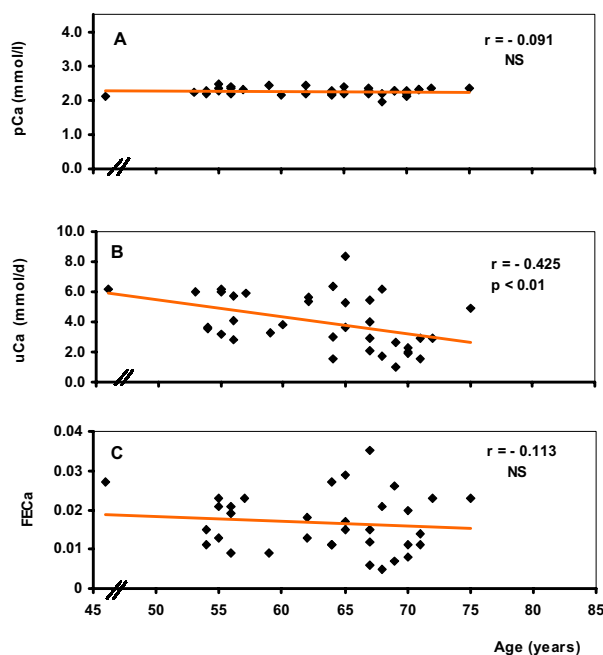 A
r = - 0.091
NS
pCa (mmol/l)
4.0
3.0
2.0
1.0
0.0
B
r = - 0.425
p < 0.01
uCa (mmol/d)
10.0
8.0
6.0
4.0
2.0
0.0
C
r = - 0.113
NS
FECa
0.04
0.03
0.02
0.01
0
45 50 55 60 65 70 75 80 85
Age (years)